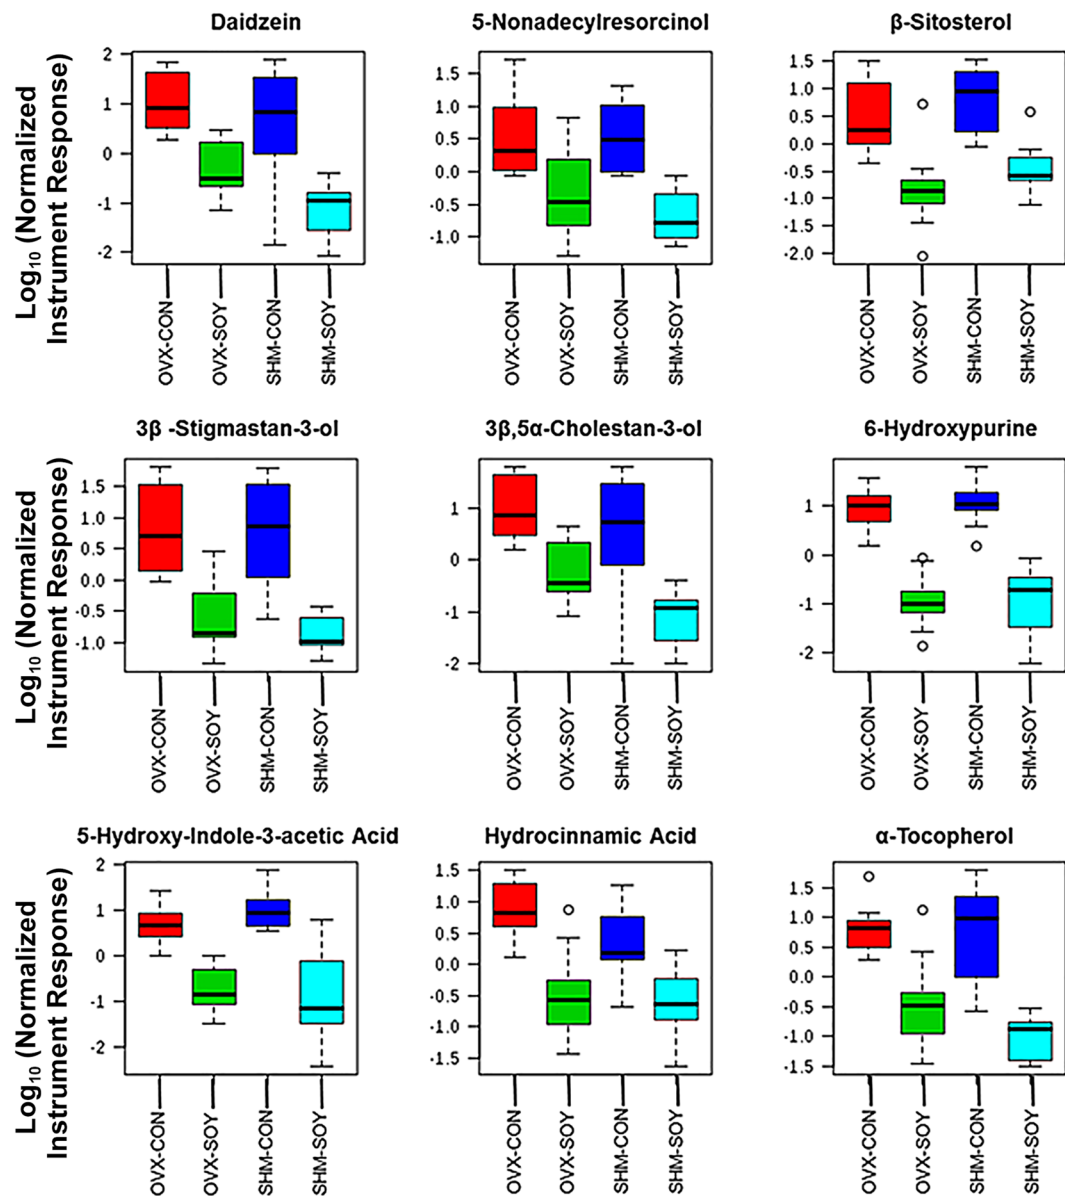 Daidzein
5-Nonadecylresorcinol
β-Sitosterol
Log₁₀ (Normalized
Instrument Response)
2
1
0
-1
-2
1.5
1.0
0.5
0.0
-0.5
-1.0
1.5
1.0
0.5
-0.0
-0.5
-1.0
-1.5
-2.0
OVX-CON
OVX-SOY
SHM-CON
SHM-SOY
OVX-CON
OVX-SOY
SHM-CON
SHM-SOY
OVX-CON
OVX-SOY
SHM-CON
SHM-SOY
3β -Stigmastan-3-ol
3β,5α-Cholestan-3-ol
6-Hydroxypurine
Log₁₀ (Normalized
Instrument Response)
1.5
1.0
0.5
0.0
-0.5
-1.0
1
0
-1
-2
1
0
-1
-2
OVX-CON
OVX-SOY
SHM-CON
SHM-SOY
OVX-CON
OVX-SOY
SHM-CON
SHM-SOY
OVX-CON
OVX-SOY
SHM-CON
SHM-SOY
5-Hydroxy-Indole-3-acetic Acid
Hydrocinnamic Acid
α-Tocopherol
Log₁₀ (Normalized
Instrument Response)
2
1
0
-1
-2
1.5
1.0
0.5
0.0
-0.5
-1.0
-1.5
1.5
1.0
0.5
-0.0
-0.5
-1.0
-1.5
OVX-CON
OVX-SOY
SHM-CON
SHM-SOY
OVX-CON
OVX-SOY
SHM-CON
SHM-SOY
OVX-CON
OVX-SOY
SHM-CON
SHM-SOY